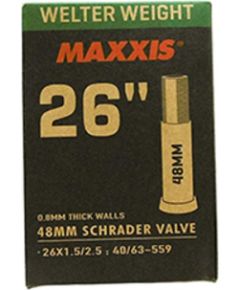 WELTER WEIGHT
MAXXIS
26"
48MM
0.8MM THICK WALLS
48MM SCHRADER VALVE
26X1.5/2.5 ; 40/63-559